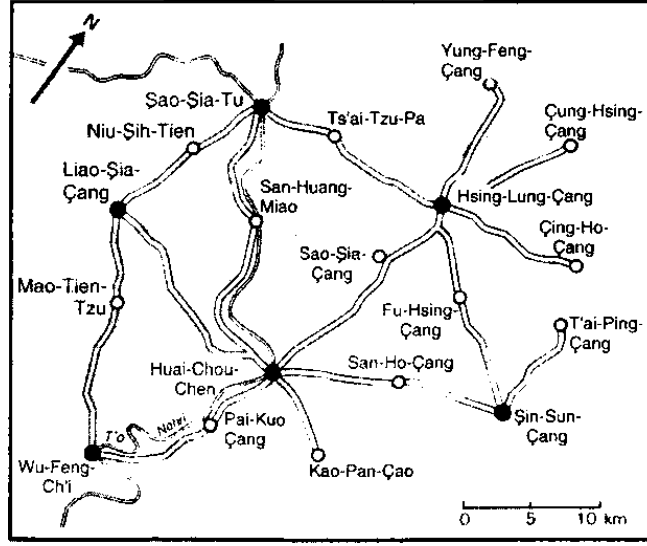 N
Yung-Feng-
Çang
Şao-Şia-Tu
Ts'ai-Tzu-Pa
Çung-Hsing-
Çang
Niu-Şih-Tien
Liao-Şia-
Çang
San-Huang-
Miao
Hsing-Lung-Çang
Sao-Şia-
Çang
Çing-Ho-
Çang
Mao-Tien-
Tzu
Fu-Hsing-
Çang
T'ai-Ping-
Çang
Huai-Chou-
Chen
San-Ho-Çang
T'o Nehri
Pai-Kuo
Çang
Şin-Sun-
Çang
Wu-Feng-
Ch'i
Kao-Pan-Çao
0 5 10 km